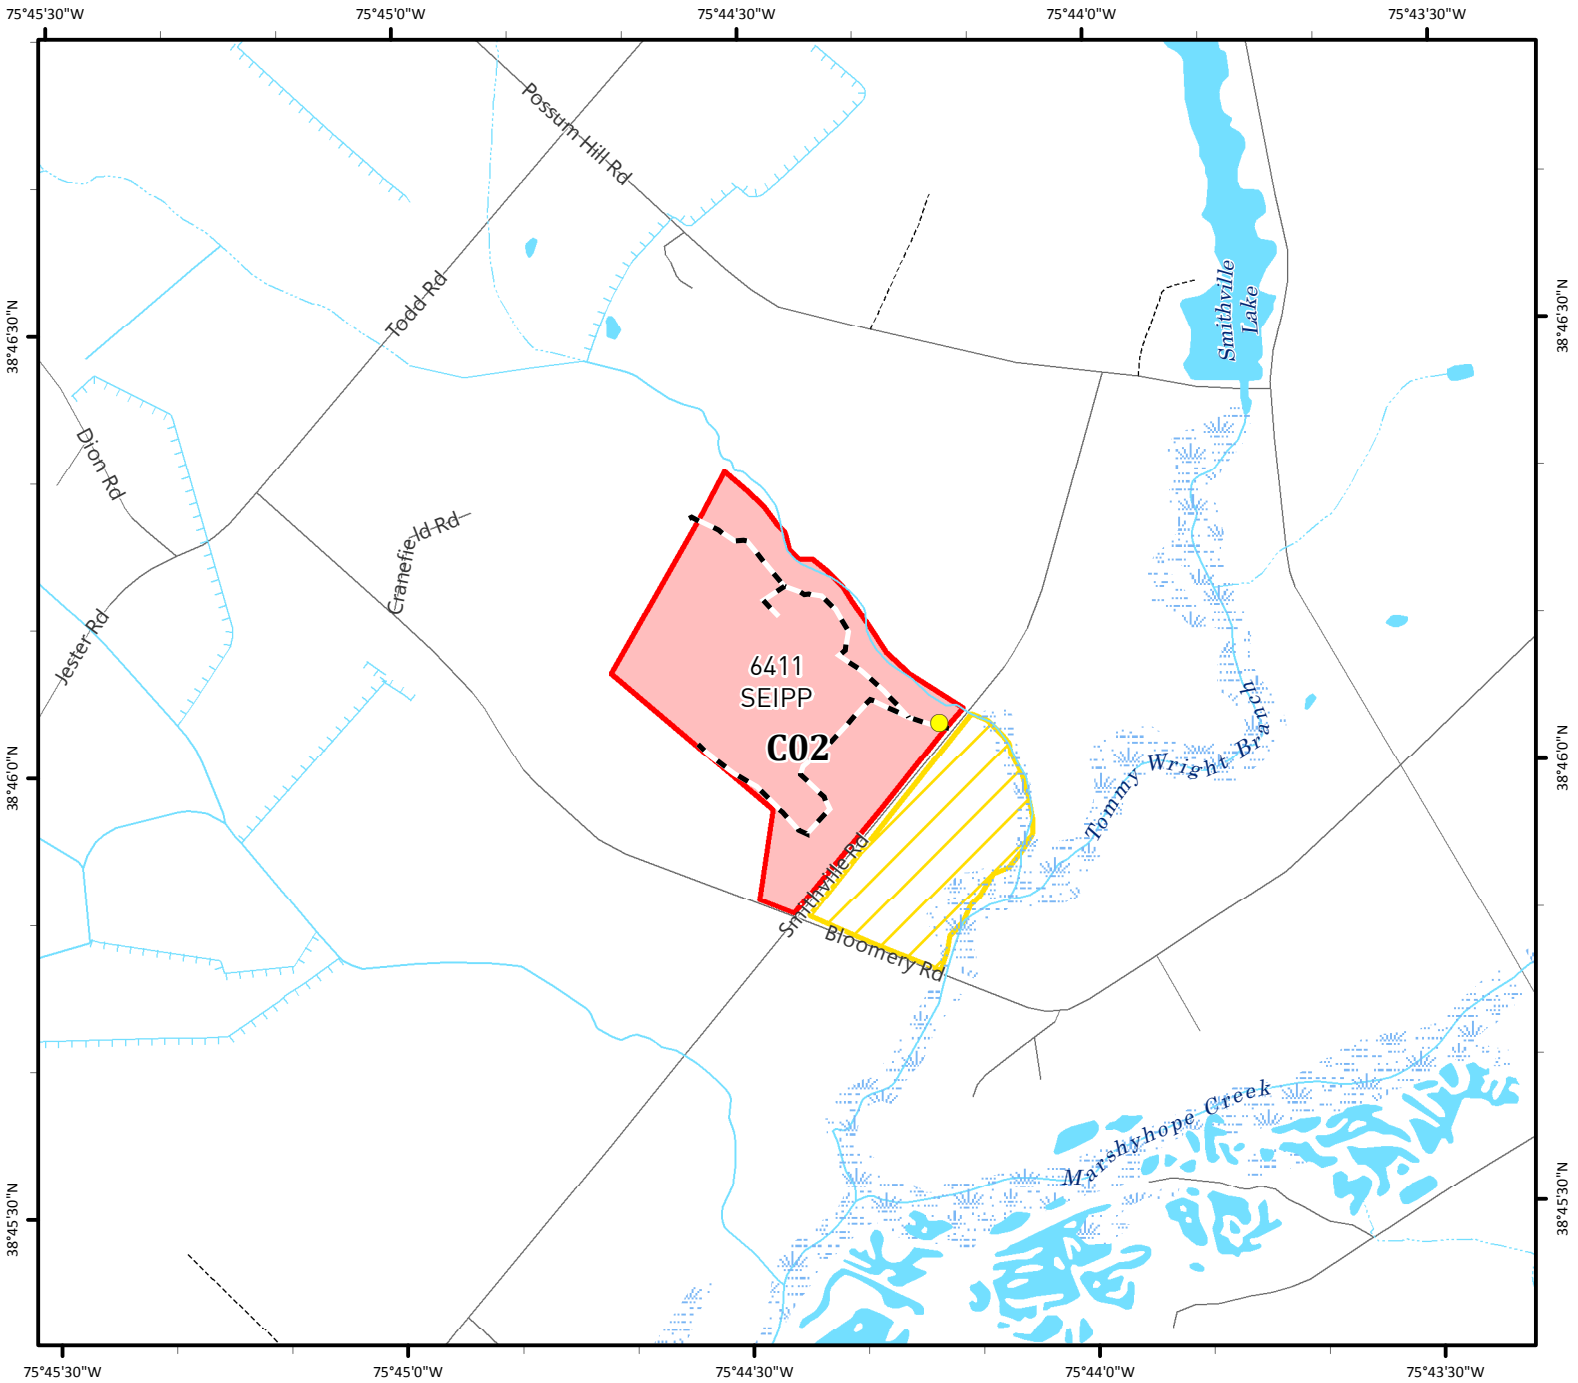 75°45'30"W
75°45'0"W
75°44'30"W
75°44'0"W
75°43'30"W
Possum Hill Rd
Todd Rd
Smithville
Lake
38°46'30"N
38°46'30"N
Dion Rd
Cranefield Rd
Jester Rd
6411
SEIPP
C02
Tommy Wright Branch
38°46'0"N
38°46'0"N
Smithville Rd
Bloomery Rd
Marshyhope Creek
38°45'30"N
38°45'30"N
75°45'30"W
75°45'0"W
75°44'30"W
75°44'0"W
75°43'30"W